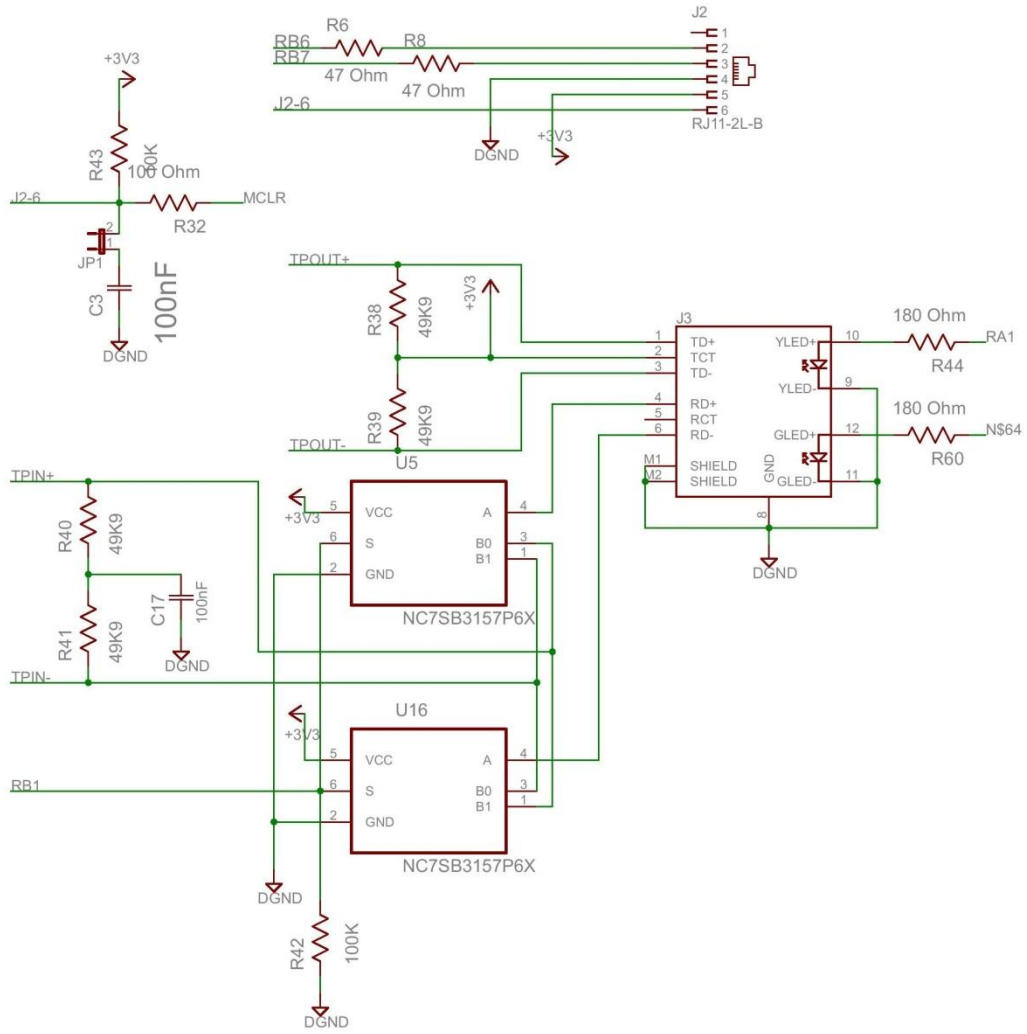 J2
R6
RB6
R8
RB7
47 Ohm
47 Ohm
1
2
3
4
5
6
J2-6
RJ11-2L-B
DGND
+3V3
+3V3
R43
100 Ohm
J2-6
MCLR
R32
2
1
JP1
C3
100nF
DGND
TPOUT+
R38
49K9
+3V3
R39
49K9
TPOUT-
J3
1 TD+
2 TCT
3 TD-
4 RD+
5 RCT
6 RD-
M1 SHIELD
M2 SHIELD
GND
8
YLED+ 10
YLED- 9
GLED+ 12
GLED- 11
180 Ohm
RA1
R44
180 Ohm
N$64
R60
DGND
TPIN+
R40
49K9
R41
49K9
C17
100nF
DGND
TPIN-
U5
+3V3
5 VCC A 4
6 S B0 3
B1 1
2 GND
NC7SB3157P6X
U16
+3V3
5 VCC A 4
RB1
6 S B0 3
B1 1
2 GND
NC7SB3157P6X
DGND
R42
100K
DGND